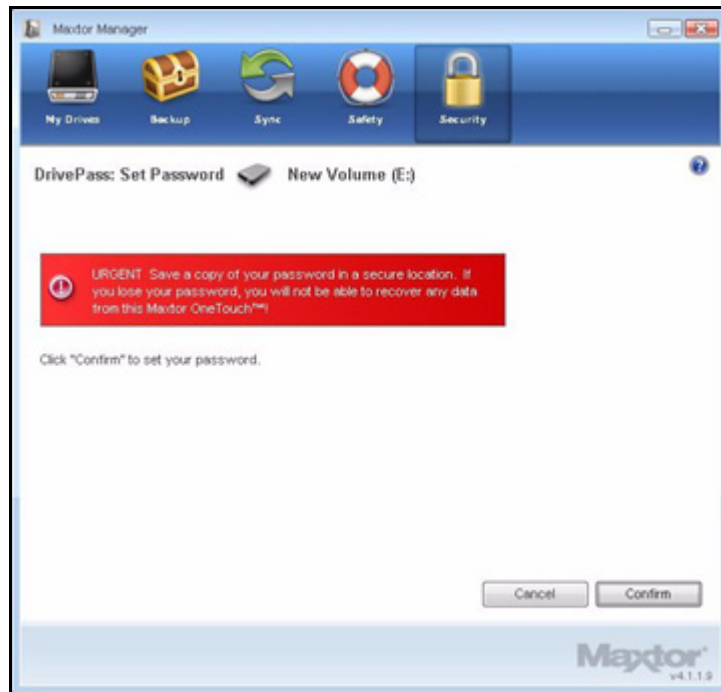 Maxtor Manager
My Drives Backup Sync Safety Security
DrivePass: Set Password New Volume (E:)
URGENT Save a copy of your password in a secure location. If
you lose your password, you will not be able to recover any data
from this Maxtor OneTouch™!
Click "Confirm" to set your password.
Cancel Confirm
Maxtor
v4.1.1.9